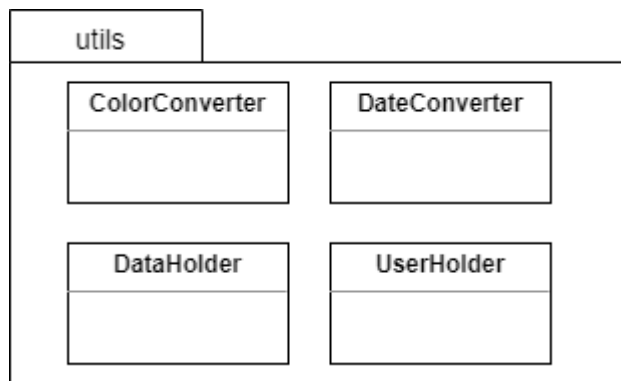 utils
ColorConverter
DateConverter
DataHolder
UserHolder